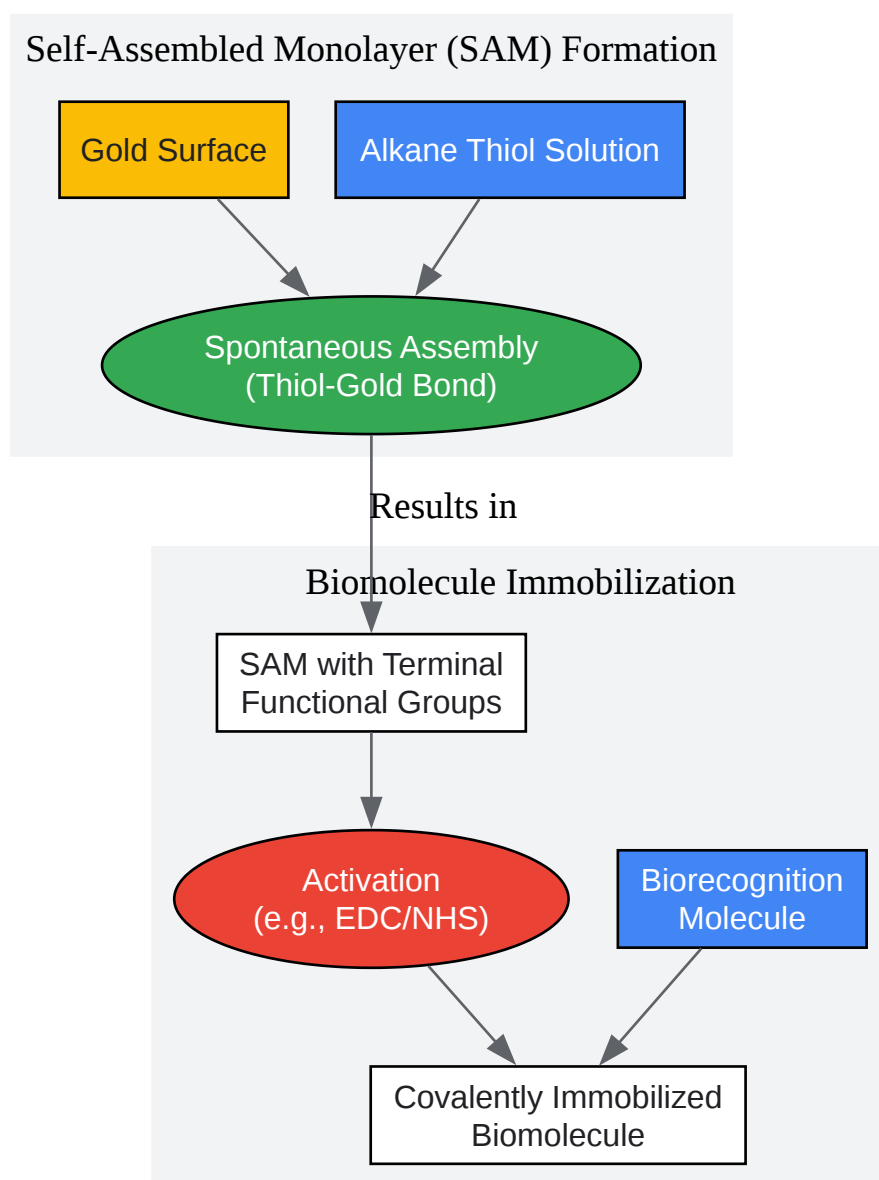 Self-Assembled Monolayer (SAM) Formation
Gold Surface
Alkane Thiol Solution
Spontaneous Assembly
(Thiol-Gold Bond)
Results in
Biomolecule Immobilization
SAM with Terminal
Functional Groups
Activation
(e.g., EDC/NHS)
Biorecognition
Molecule
Covalently Immobilized
Biomolecule